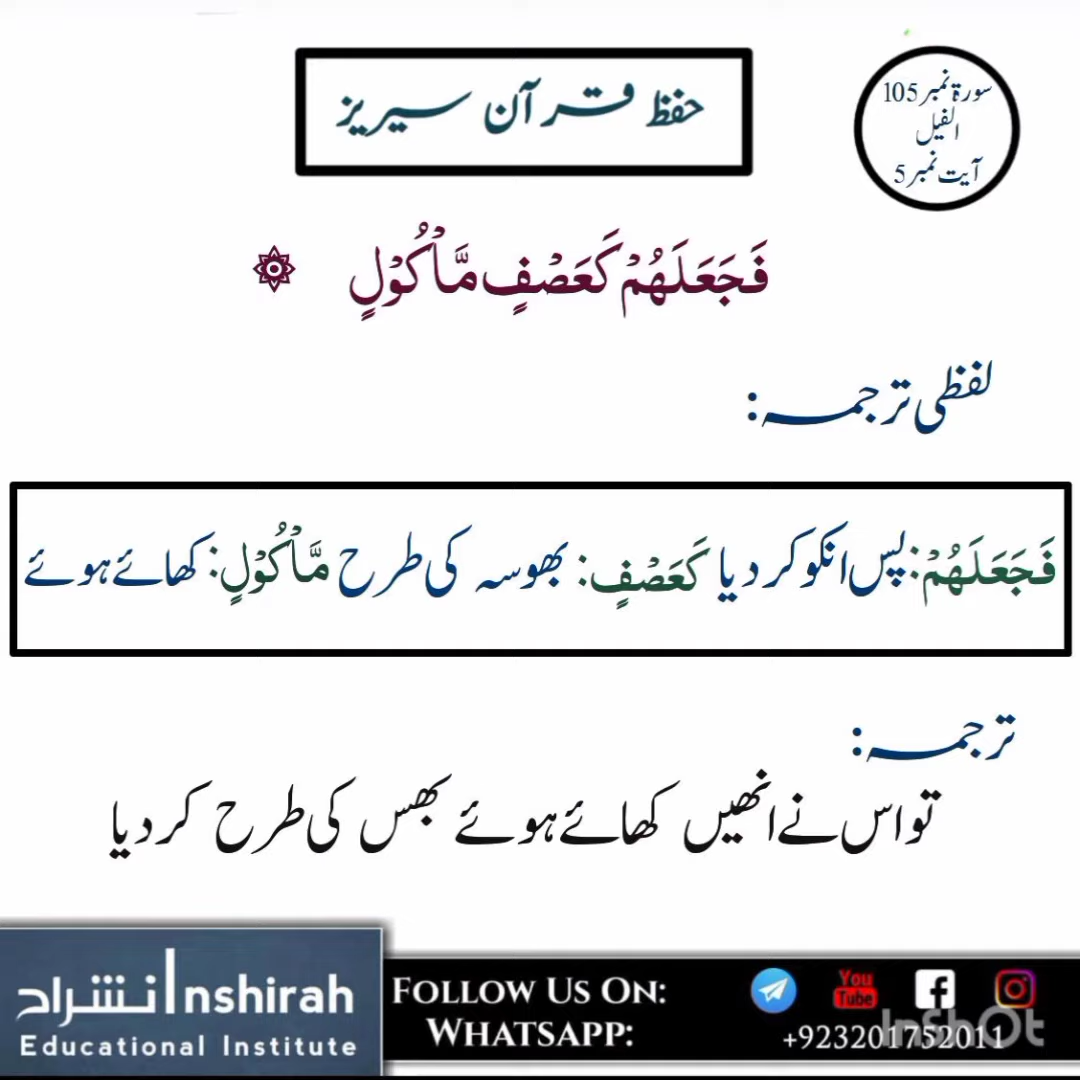 حفظ قرآن سیریز
سورۃ نمبر 105
الفیل
آیت نمبر 5
فَجَعَلَهُمْ كَعَصْفٍ مَّاْكُوْلٍ
لفظی ترجمہ:
فَجَعَلَهُمْ: پس انکو کر دیا كَعَصْفٍ: بھوسہ کی طرح مَّاْكُوْلٍ: کھائے ہوئے
ترجمہ:
تو اس نے انھیں کھائے ہوئے بھس کی طرح کر دیا
انشراح Inshirah
Educational Institute
Follow Us On:
Whatsapp:
You Tube
+923201752011
InShOt